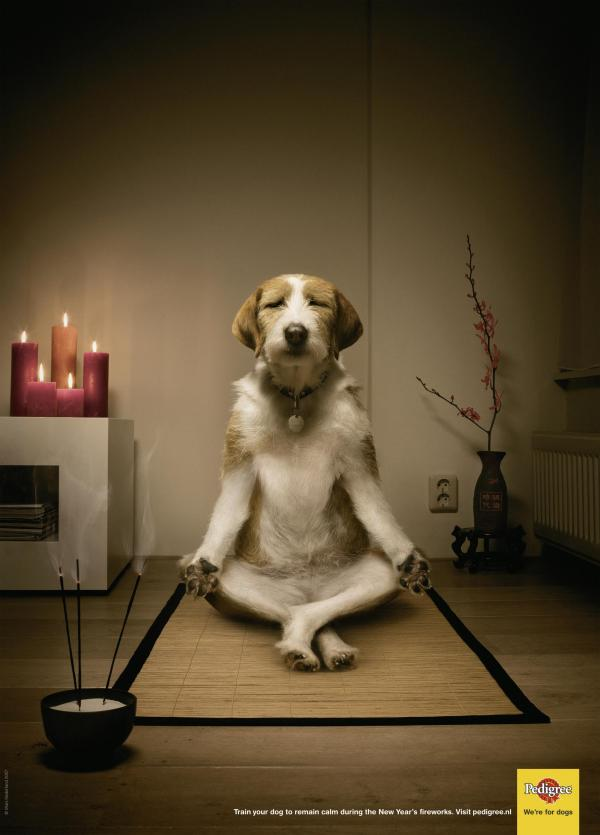 Train your dog to remain calm during the New Year's fireworks. Visit pedigree.nl
Pedigree
We're for dogs